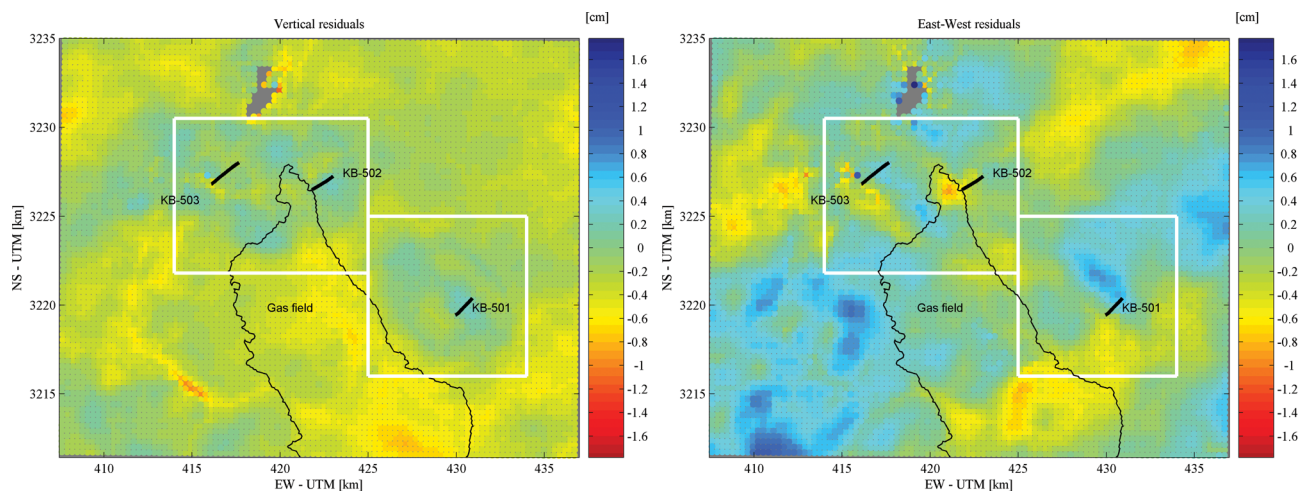 Vertical residuals
[cm]
3235
3230
3225
3220
3215
NS - UTM [km]
KB-502
KB-503
Gas field
KB-501
410 415 420 425 430 435
EW - UTM [km]
1.6
1.4
1.2
1
0.8
0.6
0.4
0.2
0
-0.2
-0.4
-0.6
-0.8
-1
-1.2
-1.4
-1.6
East-West residuals
[cm]
3235
3230
3225
3220
3215
NS - UTM [km]
KB-502
KB-503
Gas field
KB-501
410 415 420 425 430 435
EW - UTM [km]
1.6
1.4
1.2
1
0.8
0.6
0.4
0.2
0
-0.2
-0.4
-0.6
-0.8
-1
-1.2
-1.4
-1.6